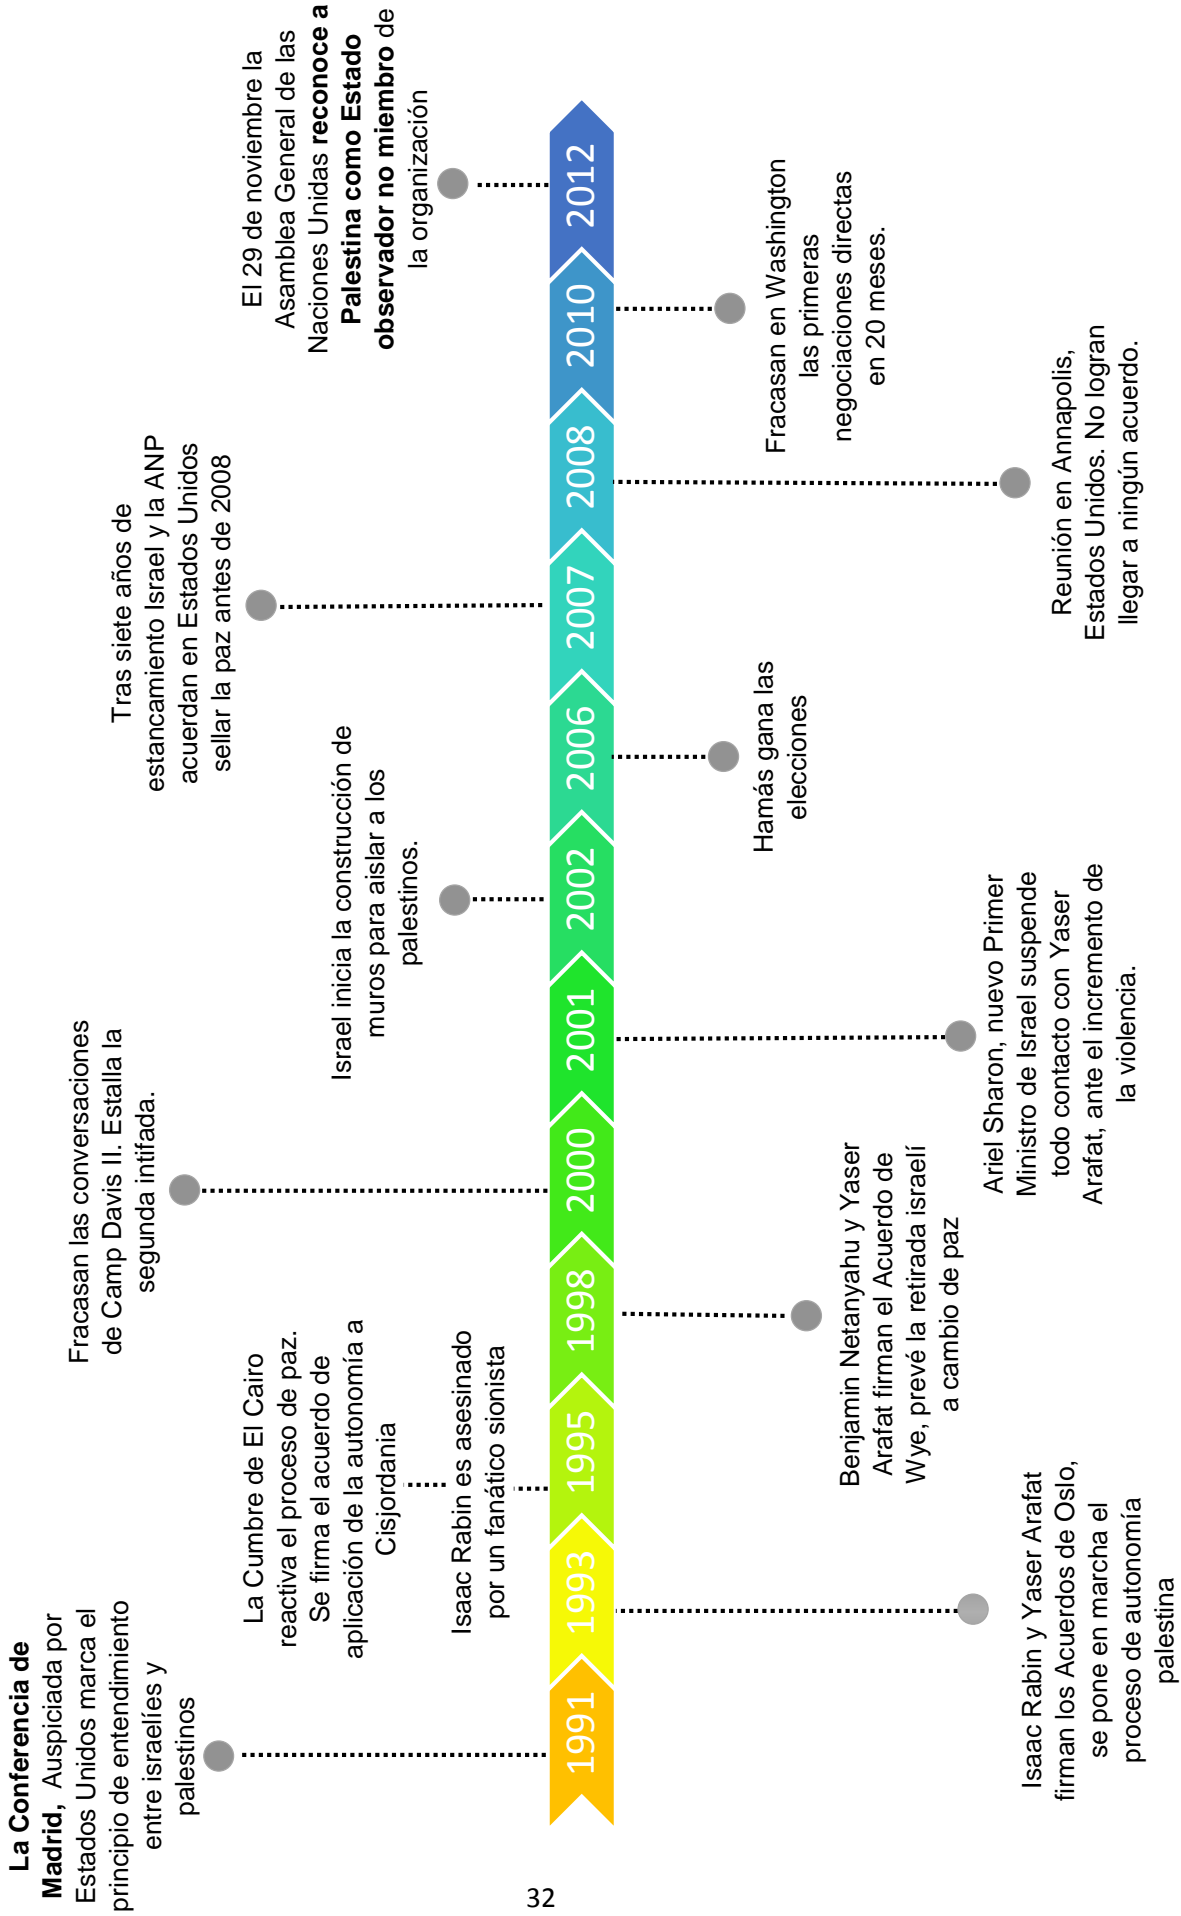 La Conferencia de
Madrid, Auspiciada por
Estados Unidos marca el
principio de entendimiento
entre israelíes y
palestinos
La Cumbre de El Cairo
reactiva el proceso de paz.
Se firma el acuerdo de
aplicación de la autonomía a
Cisjordania
Isaac Rabin es asesinado
por un fanático sionista
Fracasan las conversaciones
de Camp Davis II. Estalla la
segunda intifada.
Israel inicia la construcción de
muros para aislar a los
palestinos.
Tras siete años de
estancamiento Israel y la ANP
acuerdan en Estados Unidos
sellar la paz antes de 2008
El 29 de noviembre la
Asamblea General de las
Naciones Unidas reconoce a
Palestina como Estado
observador no miembro de
la organización
1991
1993
1995
1998
2000
2001
2002
2006
2007
2008
2010
2012
Isaac Rabin y Yaser Arafat
firman los Acuerdos de Oslo,
se pone en marcha el
proceso de autonomía
palestina
Benjamin Netanyahu y Yaser
Arafat firman el Acuerdo de
Wye, prevé la retirada israelí
a cambio de paz
Ariel Sharon, nuevo Primer
Ministro de Israel suspende
todo contacto con Yaser
Arafat, ante el incremento de
la violencia.
Hamás gana las
elecciones
Reunión en Annapolis,
Estados Unidos. No logran
llegar a ningún acuerdo.
Fracasan en Washington
las primeras
negociaciones directas
en 20 meses.
32